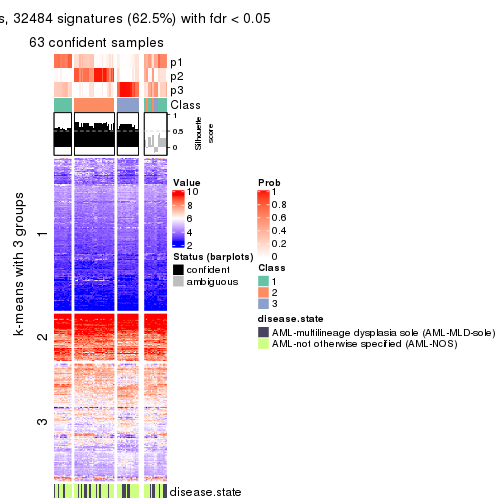 s, 32484 signatures (62.5%) with fdr < 0.05
63 confident samples
p1
p2
p3
Class
1
0.5
0
Silhouette
score
k-means with 3 groups
1
2
3
disease.state
Value
10
8
6
4
2
Status (barplots)
confident
ambiguous
Prob
1
0.8
0.6
0.4
0.2
0
Class
1
2
3
disease.state
AML-multilineage dysplasia sole (AML-MLD-sole)
AML-not otherwise specified (AML-NOS)